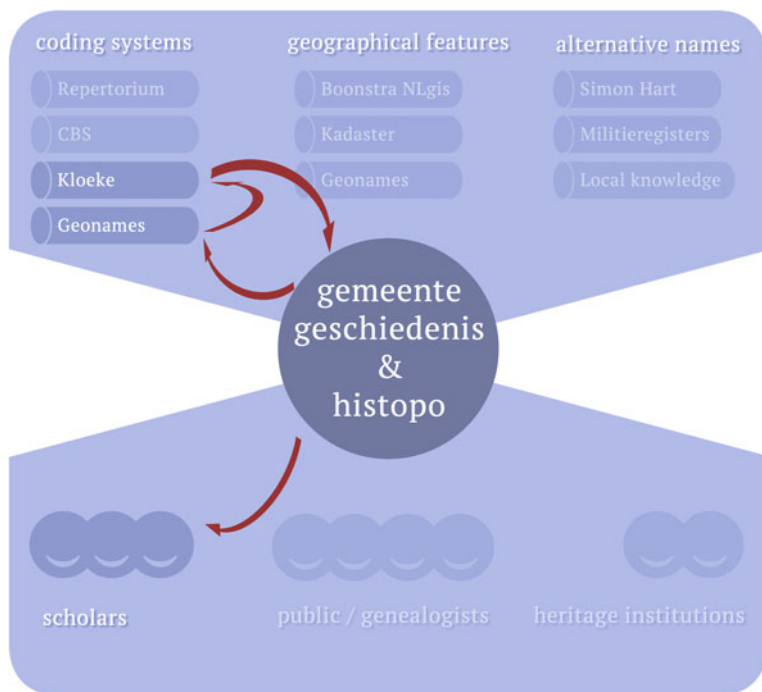 coding systems
Repertorium
CBS
Kloeke
Geonames
geographical features
Boonstra NLgis
Kadaster
Geonames
alternative names
Simon Hart
Militieregisters
Local knowledge
gemeente
geschiedenis
&
histopo
scholars
public / genealogists
heritage institutions